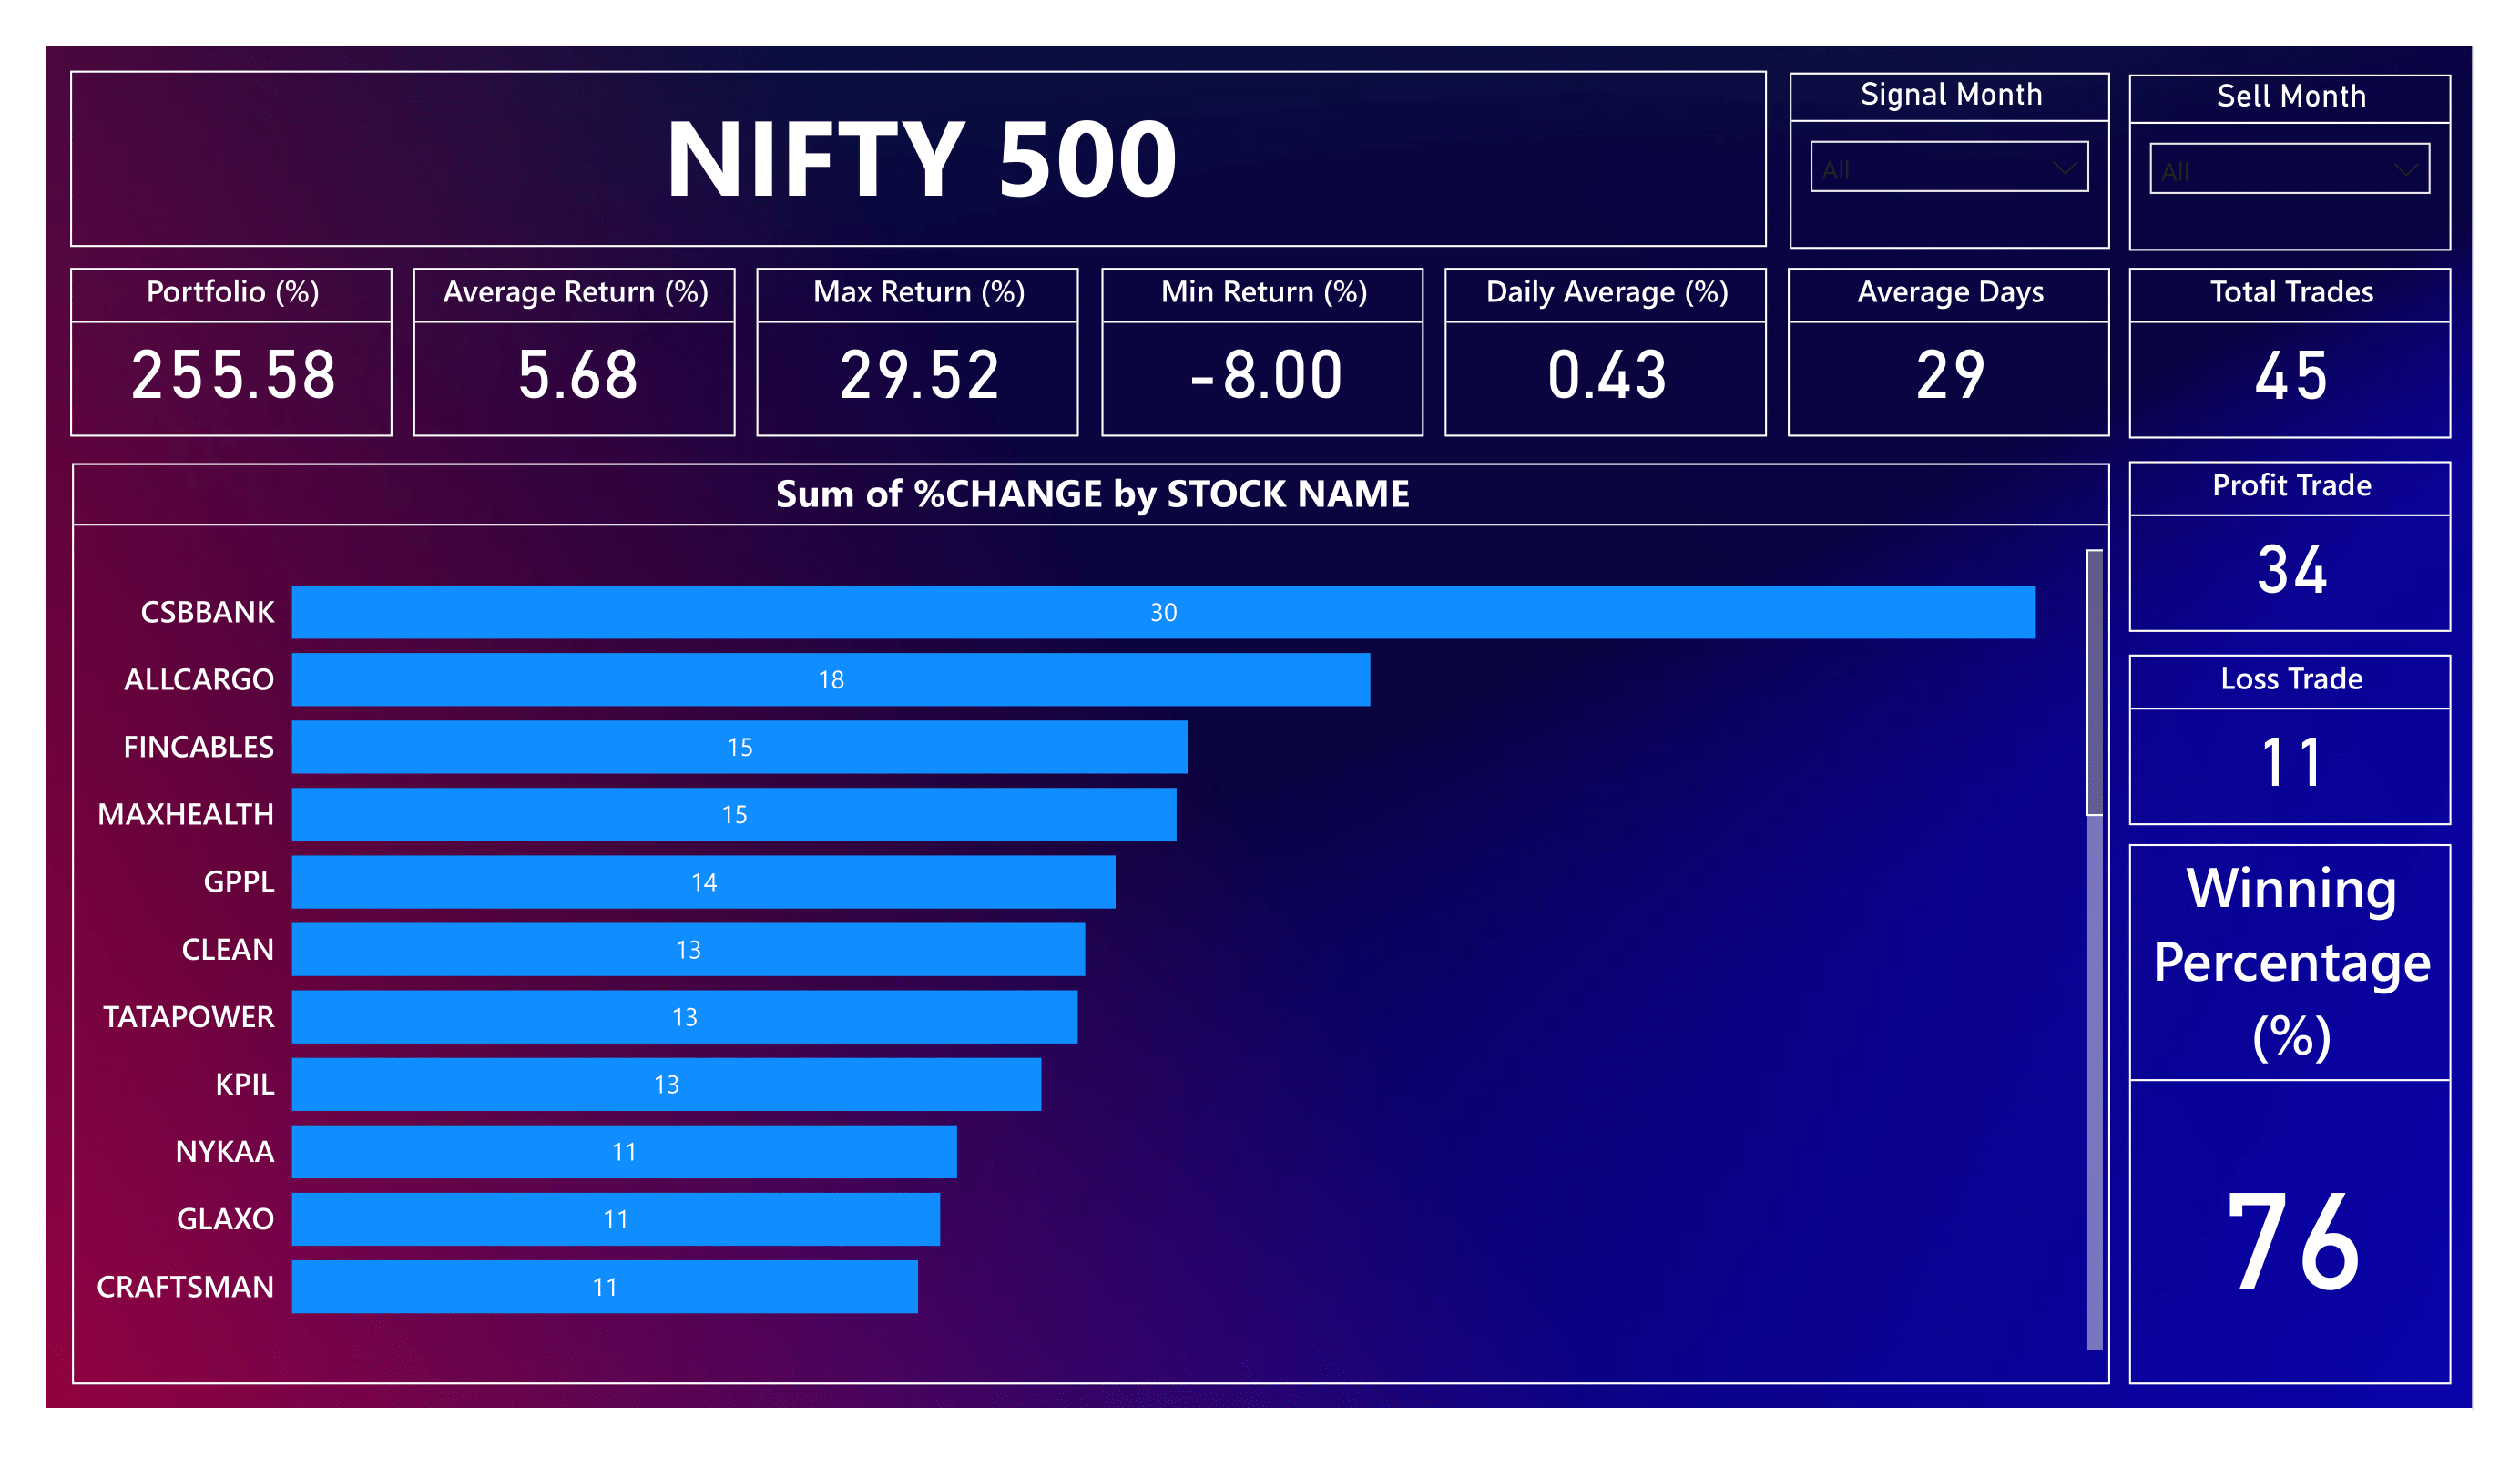 NIFTY 500
Signal Month
All
Sell Month
All
Portfolio (%)
255.58
Average Return (%)
5.68
Max Return (%)
29.52
Min Return (%)
-8.00
Daily Average (%)
0.43
Average Days
29
Total Trades
45
Sum of %CHANGE by STOCK NAME
CSBBANK 30
ALLCARGO 18
FINCABLES 15
MAXHEALTH 15
GPPL 14
CLEAN 13
TATAPOWER 13
KPIL 13
NYKAA 11
GLAXO 11
CRAFTSMAN 11
Profit Trade
34
Loss Trade
11
Winning
Percentage
(%)
76